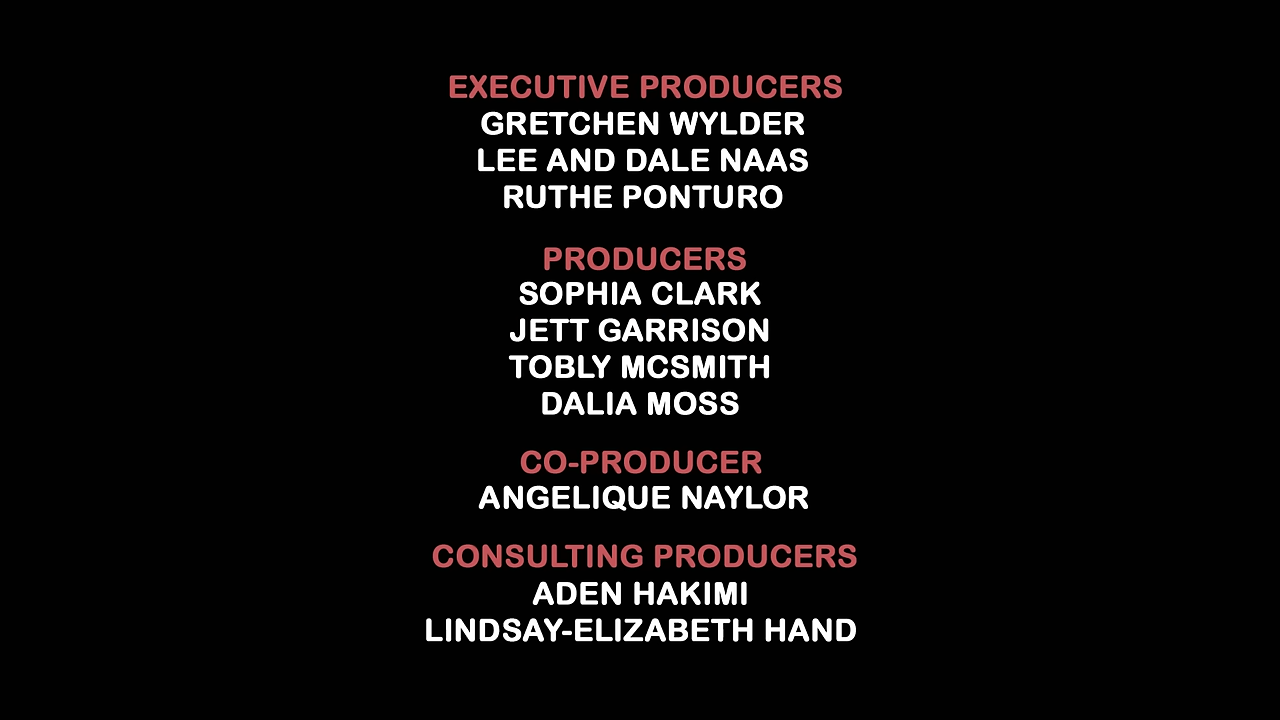 EXECUTIVE PRODUCERS
GRETCHEN WYLDER
LEE AND DALE NAAS
RUTHE PONTURO
PRODUCERS
SOPHIA CLARK
JETT GARRISON
TOBLY MCSMITH
DALIA MOSS
CO-PRODUCER
ANGELIQUE NAYLOR
CONSULTING PRODUCERS
ADEN HAKIMI
LINDSAY-ELIZABETH HAND